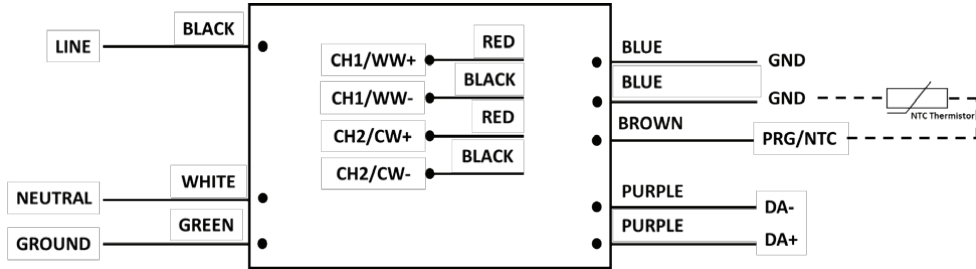 LINE
BLACK
NEUTRAL
WHITE
GROUND
GREEN
CH1/WW+
RED
CH1/WW-
BLACK
CH2/CW+
RED
CH2/CW-
BLACK
BLUE
GND
BLUE
GND
NTC Thermistor
BROWN
PRG/NTC
PURPLE
DA-
PURPLE
DA+